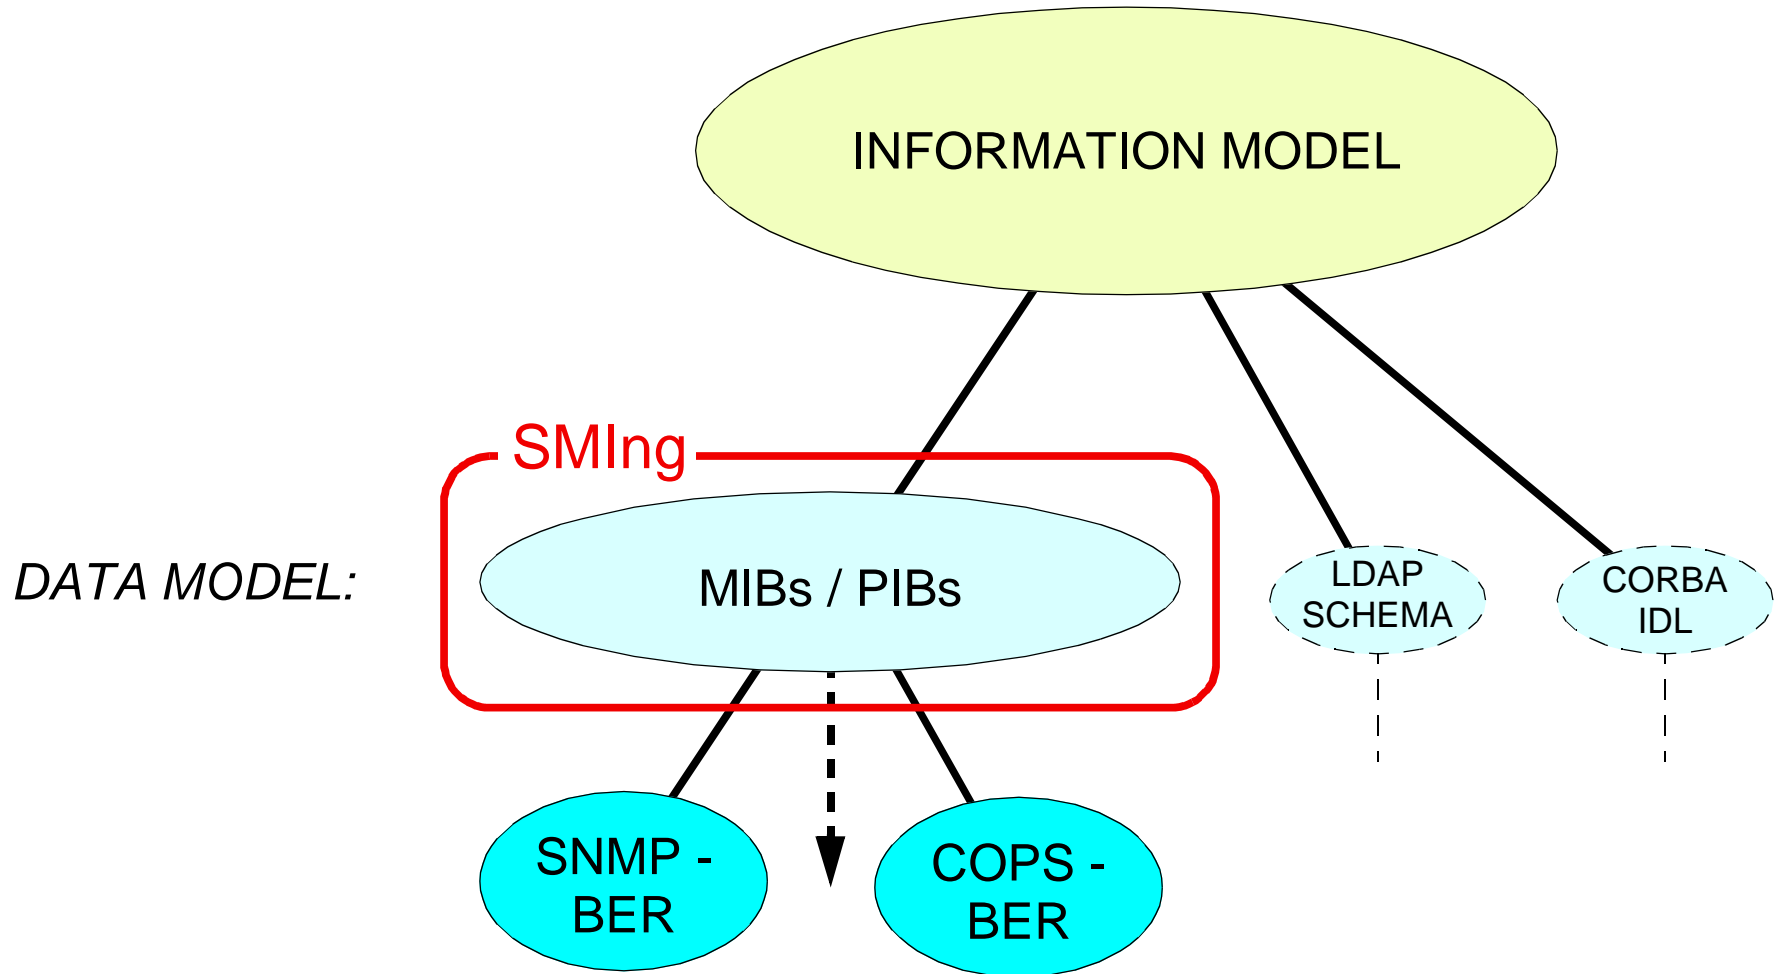 INFORMATION MODEL
SMIng
DATA MODEL:
MIBs / PIBs
LDAP
SCHEMA
CORBA
IDL
SNMP -
BER
COPS -
BER